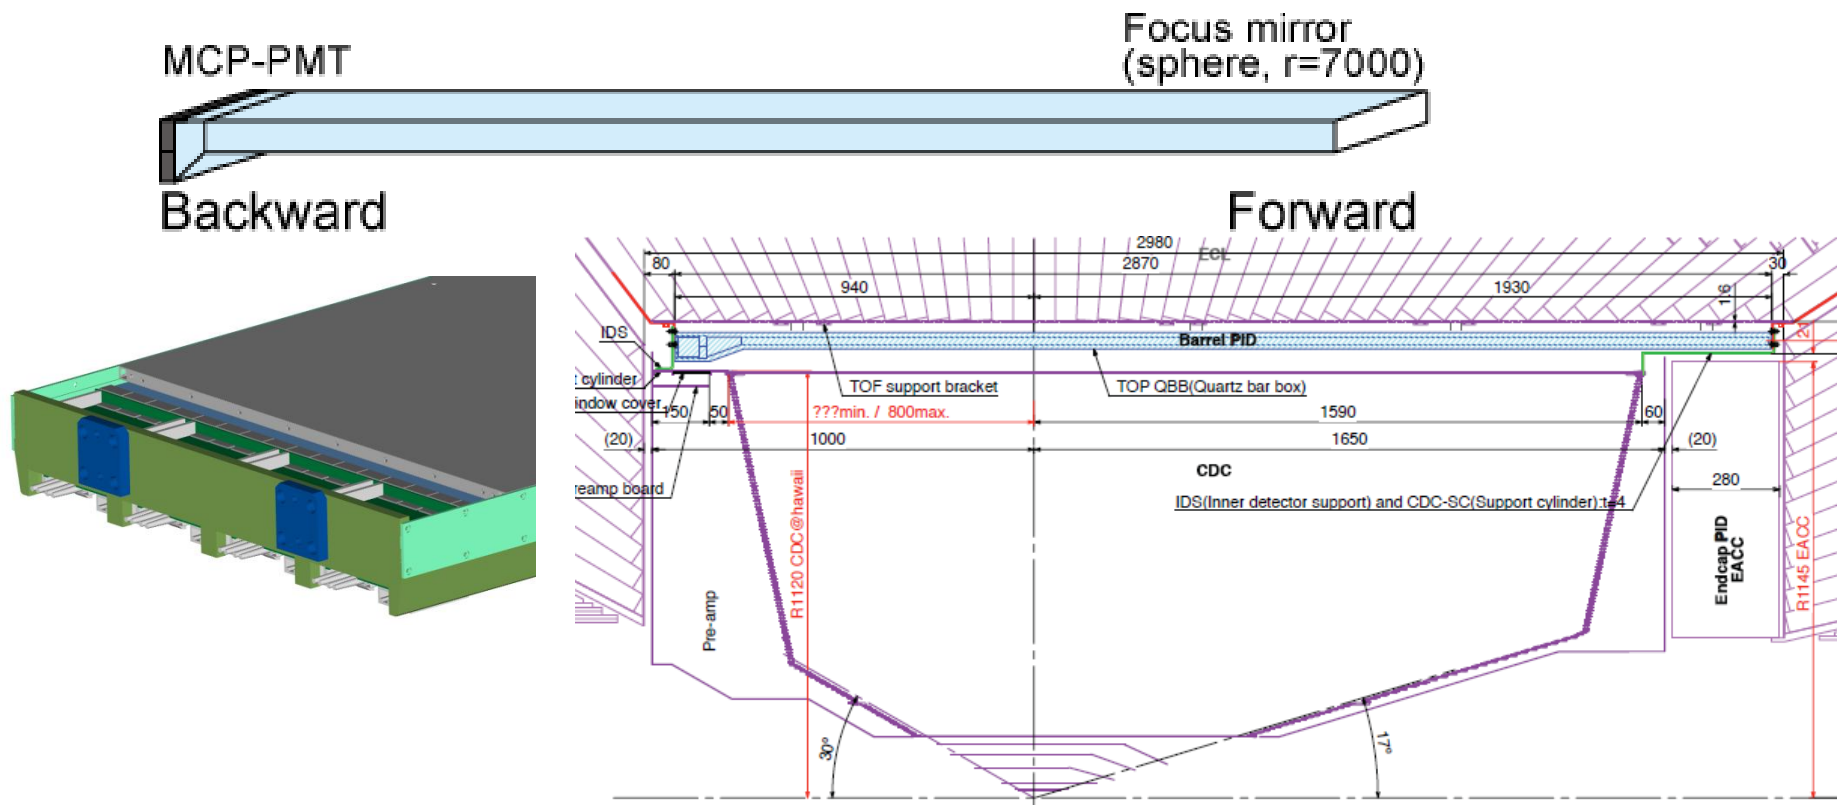 MCP-PMT
Focus mirror
(sphere, r=7000)
Backward
Forward
2980
ECL
80
2870
30
940
1930
1.6
21
IDS
Barrel PID
t cylinder
TOF support bracket
TOP QBB(Quartz bar box)
indow cover
150
50
???min. / 800max.
1590
60
(20)
1000
1650
(20)
CDC
reamp board
IDS(Inner detector support) and CDC-SC(Support cylinder):t=4
280
R1120 CDC@hawaii
Pre-amp
Endcap PID
EACC
R1145 EACC
30°
17°